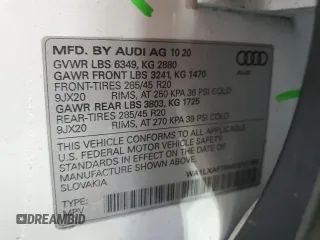 MFD. BY AUDI AG 10 20
GVWR LBS 6349, KG 2880
GAWR FRONT LBS 3241, KG 1470
FRONT-TIRES 285/45 R20
9JX20 RIMS, AT 260 KPA 38 PSI COLD
GAWR REAR LBS 3803, KG 1725
REAR-TIRES 285/45 R20
9JX20 RIMS, AT 270 KPA 39 PSI COLD
THIS VEHICLE CONFORMS TO ALL APPLICABLE
U.S. FEDERAL MOTOR VEHICLE SAFETY
STANDARDS IN EFFECT ON THE DATE OF
MANUFACTURE SHOWN ABOVE.
SLOVAKIA
TYPE:
MPV
Audi
DREAMBID